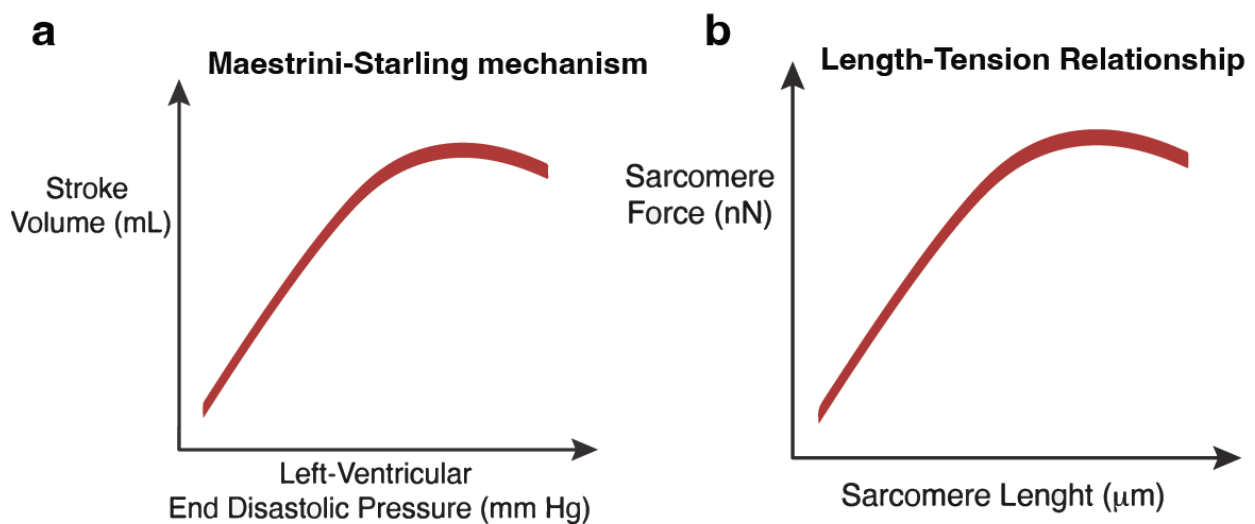 a
Maestrini-Starling mechanism
Stroke
Volume (mL)
Left-Ventricular
End Disastolic Pressure (mm Hg)
b
Length-Tension Relationship
Sarcomere
Force (nN)
Sarcomere Lenght (μm)